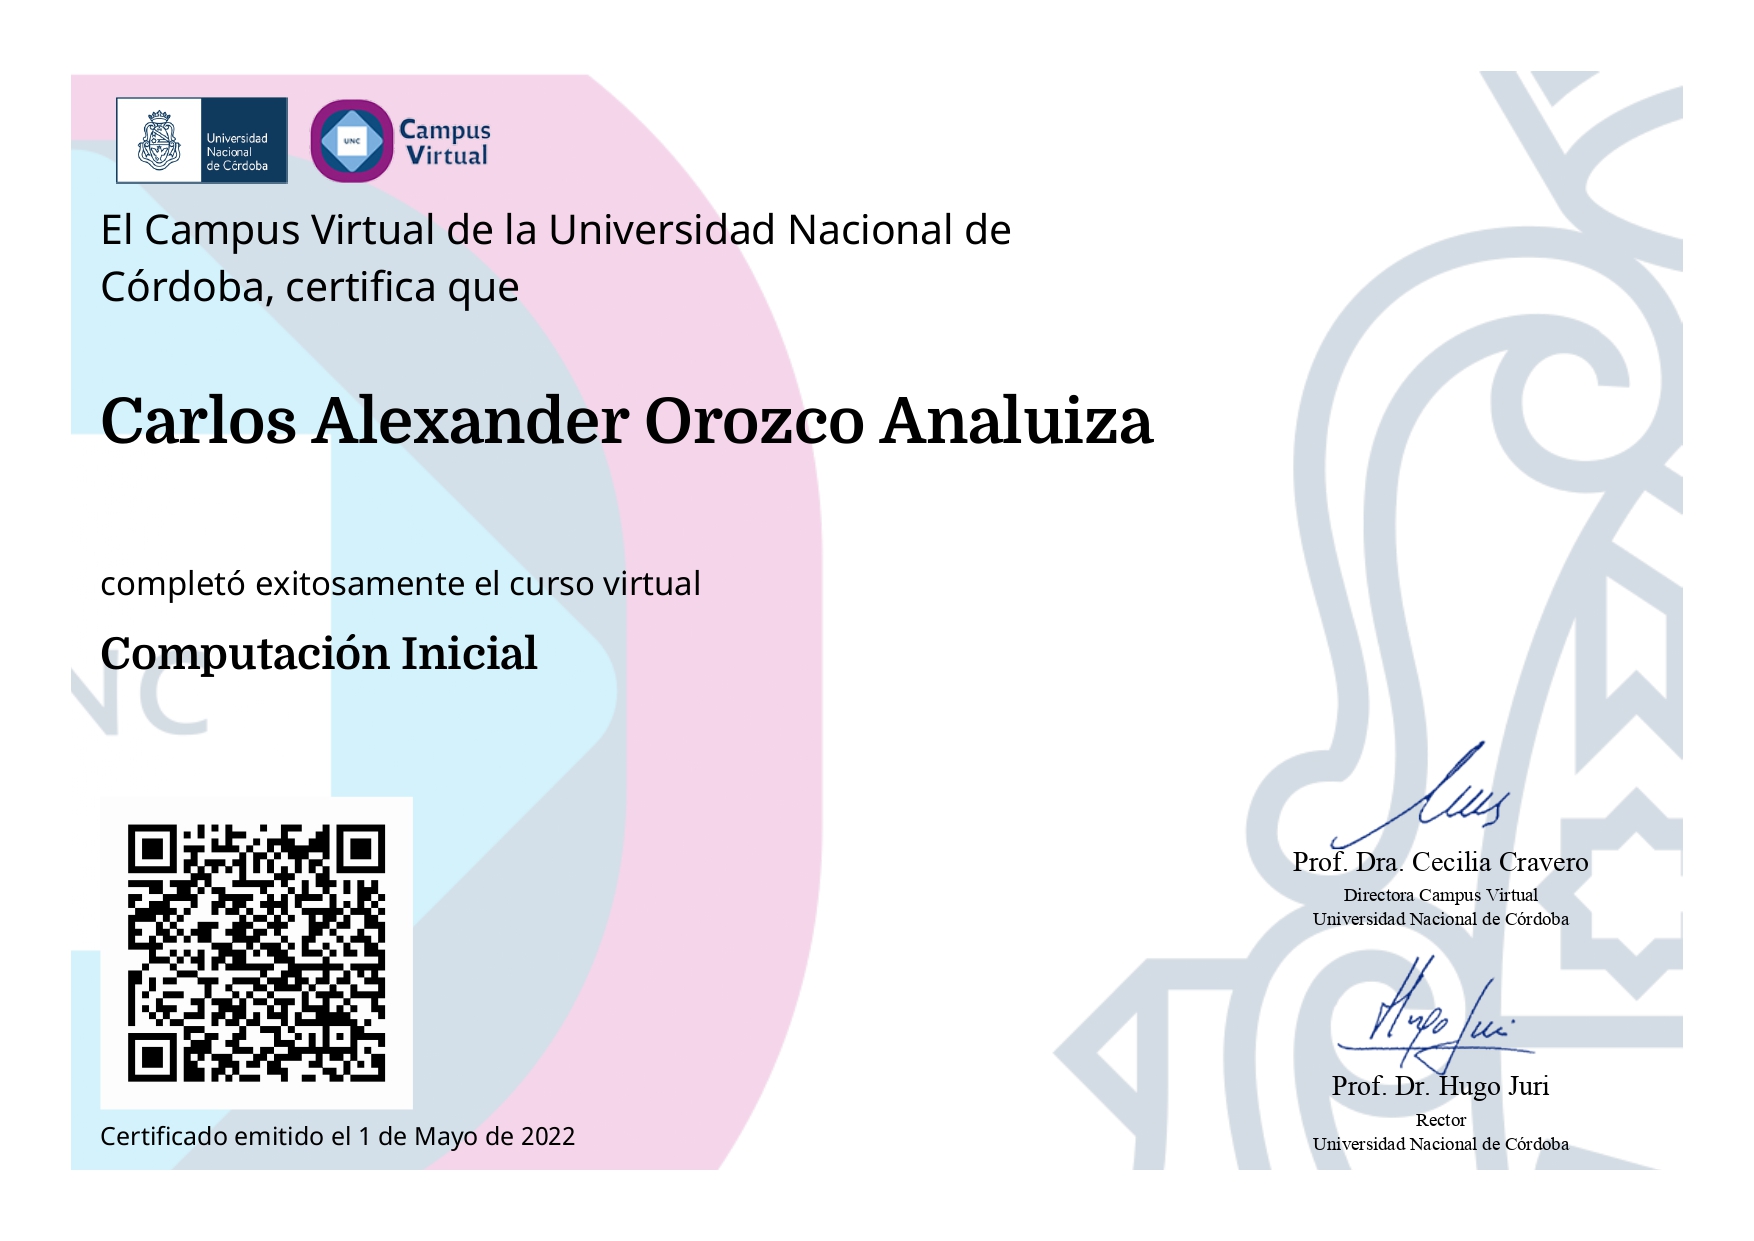 Universidad
Nacional
de Córdoba
UNC
Campus
Virtual
El Campus Virtual de la Universidad Nacional de
Córdoba, certifica que
Carlos Alexander Orozco Analuiza
completó exitosamente el curso virtual
Computación Inicial
NC
Prof. Dra. Cecilia Cravero
Directora Campus Virtual
Universidad Nacional de Córdoba
Hugo Juri
Prof. Dr. Hugo Juri
Rector
Universidad Nacional de Córdoba
Certificado emitido el 1 de Mayo de 2022